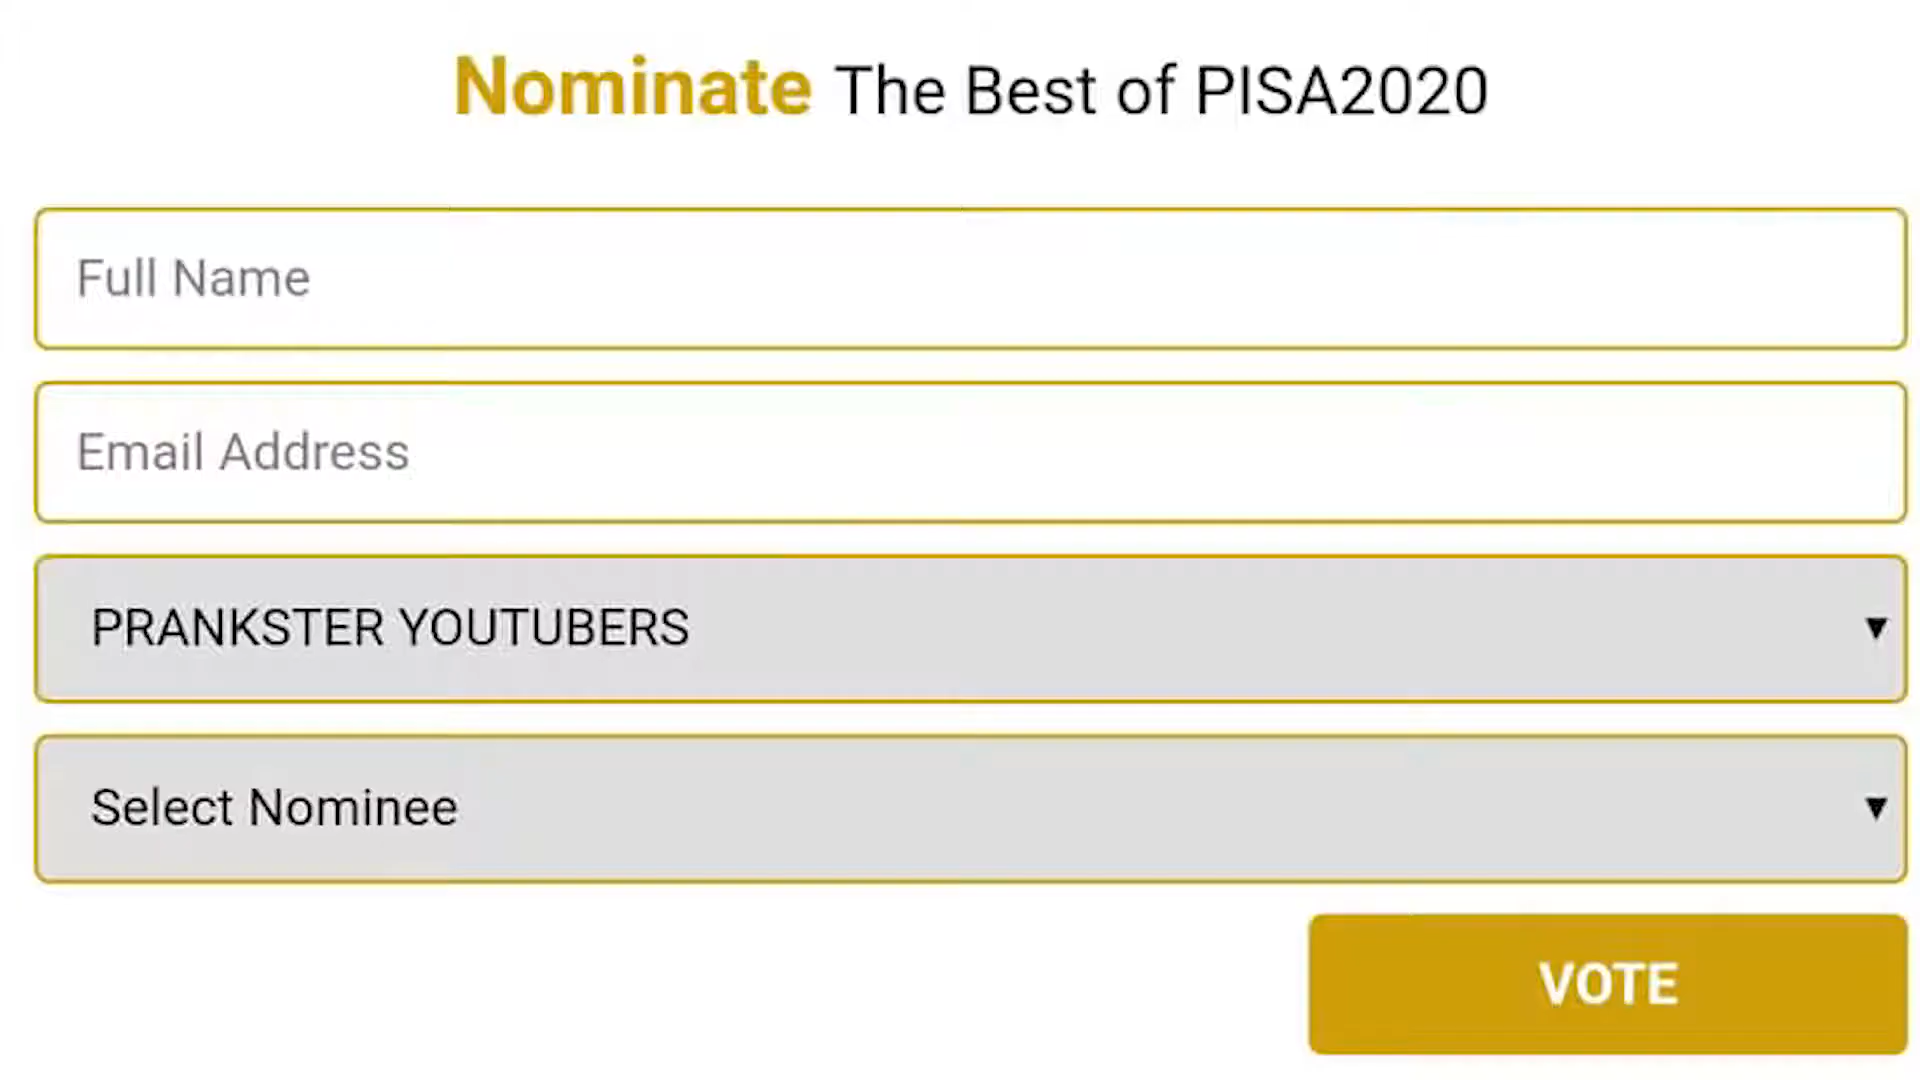 Nominate The Best of PISA2020
Full Name
Email Address
PRANKSTER YOUTUBERS
Select Nominee
VOTE